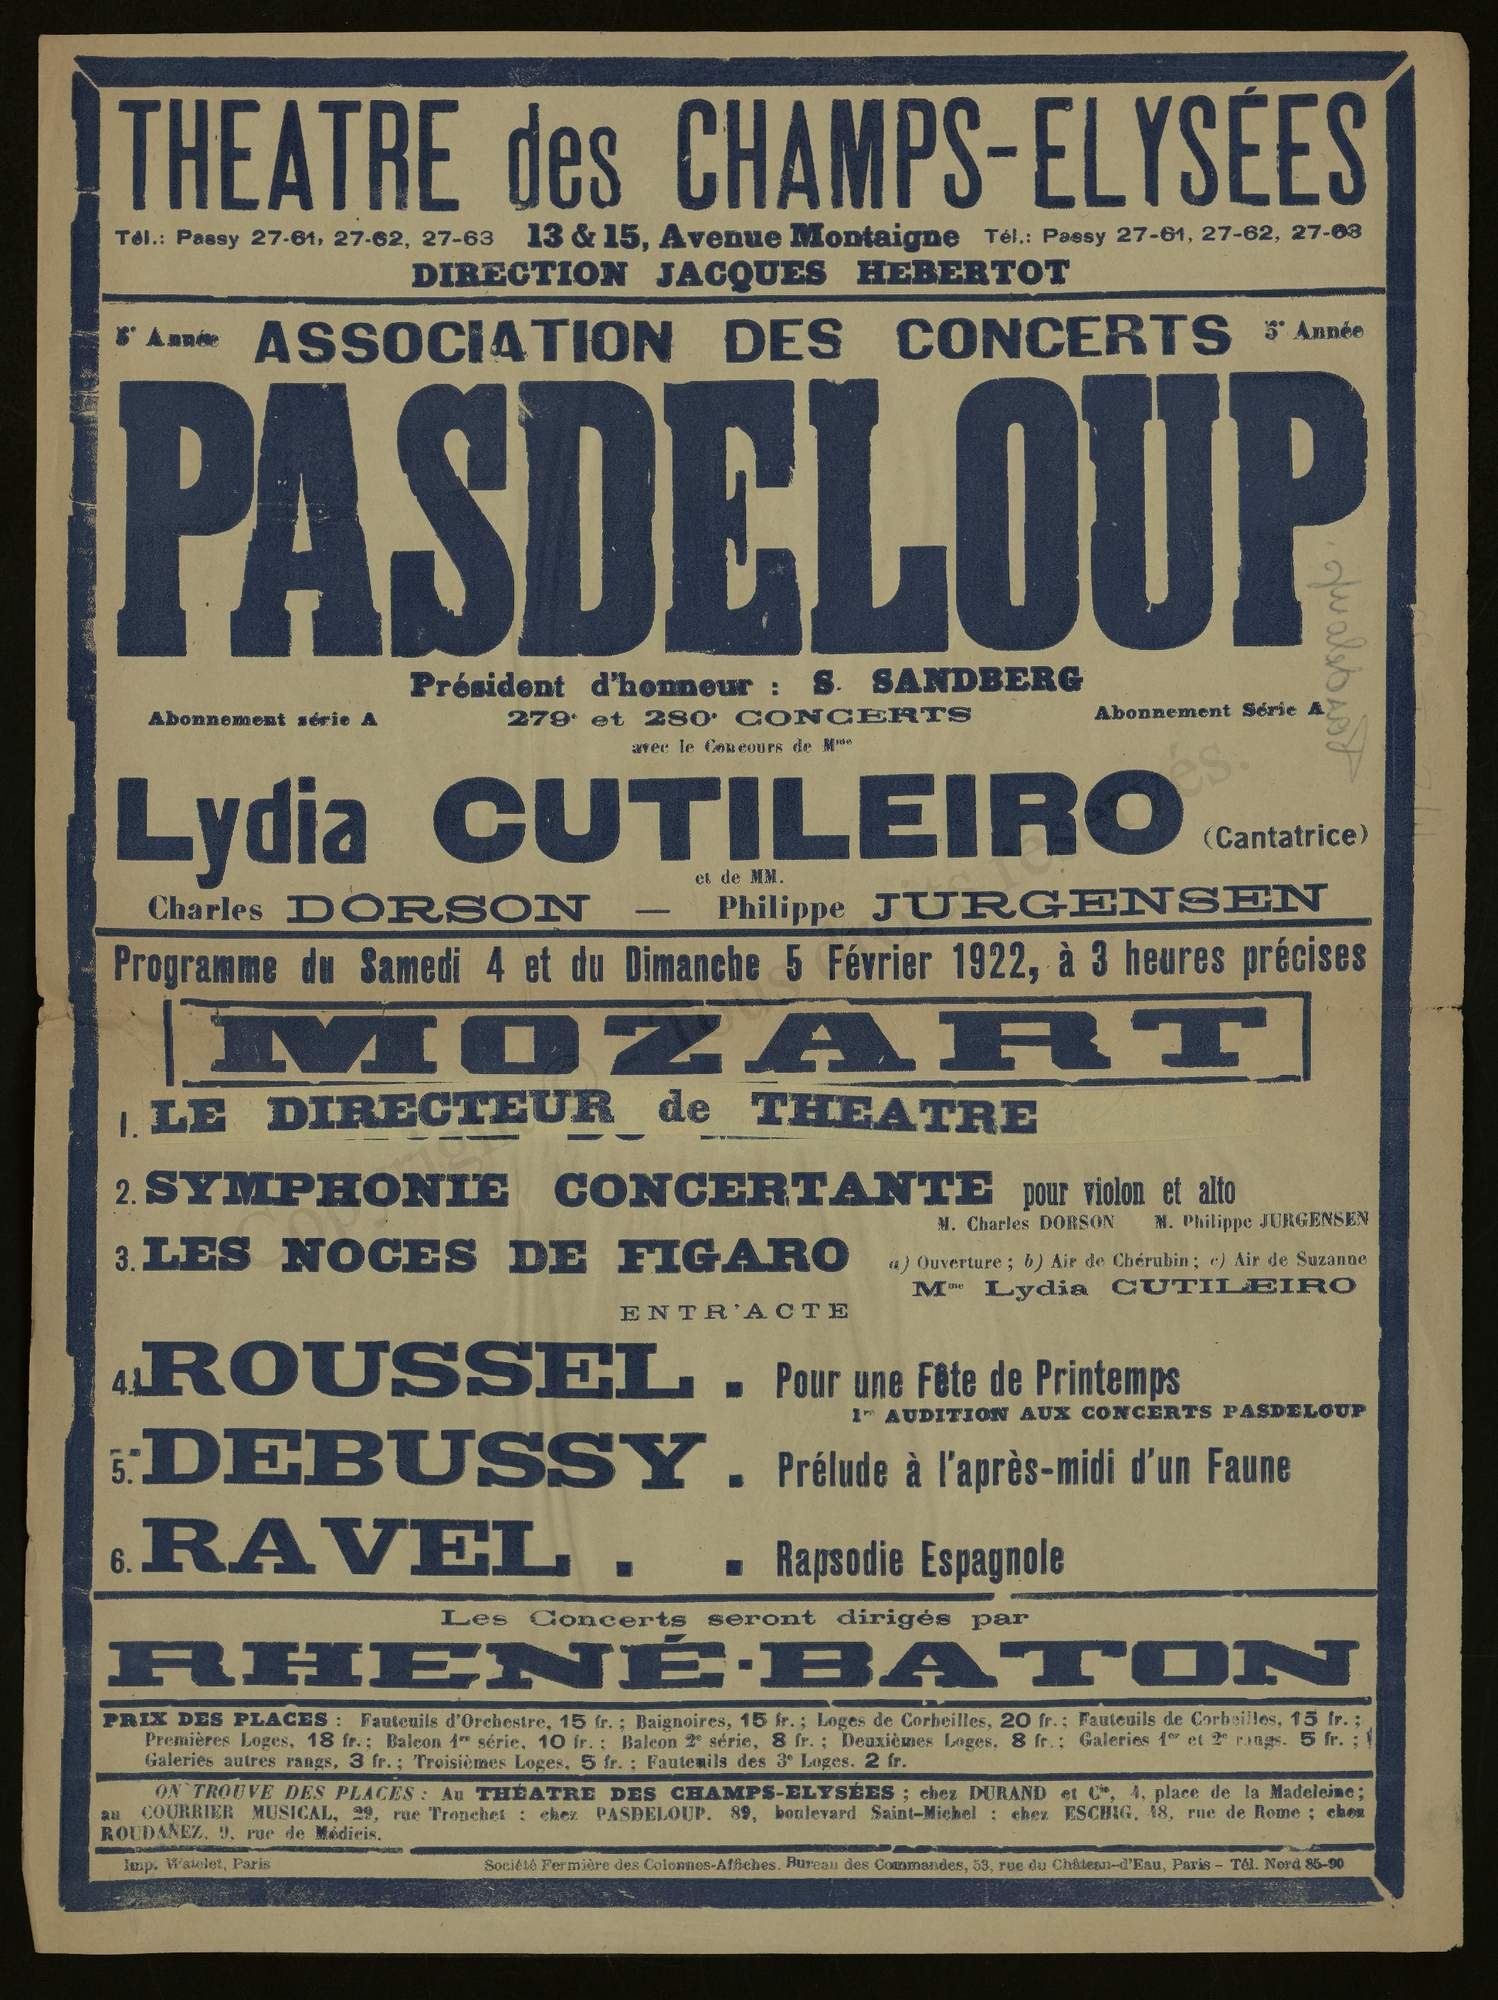 THEATRE des CHAMPS-ELYSÉES
Tél.: Passy 27-61, 27-62, 27-63 13 & 15, Avenue Montaigne Tél.: Passy 27-61, 27-62, 27-63
DIRECTION JACQUES HEBERTOT
5e Année ASSOCIATION DES CONCERTS 5e Année
PASDELOUP
Pasdeloup
Président d'honneur : S. SANDBERG
Abonnement série A 279e et 280e CONCERTS Abonnement Série A
avec le Concours de Mme
Lydia CUTILEIRO (Cantatrice)
et de MM.
Charles DORSON — Philippe JURGENSEN
Programme du Samedi 4 et du Dimanche 5 Février 1922, à 3 heures précises
MOZART
1. LE DIRECTEUR de THEATRE
2. SYMPHONIE CONCERTANTE pour violon et alto
M. Charles DORSON M. Philippe JURGENSEN
3. LES NOCES DE FIGARO a) Ouverture ; b) Air de Chérubin ; c) Air de Suzanne
Mme Lydia CUTILEIRO
ENTR'ACTE
4. ROUSSEL . Pour une Fête de Printemps
1re AUDITION AUX CONCERTS PASDELOUP
5. DEBUSSY . Prélude à l'après-midi d'un Faune
6. RAVEL . . Rapsodie Espagnole
Les Concerts seront dirigés par
RHENÉ-BATON
PRIX DES PLACES : Fauteuils d'Orchestre, 15 fr. ; Baignoires, 15 fr. ; Loges de Corbeilles, 20 fr. ; Fauteuils de Corbeilles, 15 fr. ;
Premières Loges, 18 fr. ; Balcon 1re série, 10 fr. ; Balcon 2e série, 8 fr. ; Deuxièmes Loges, 8 fr. ; Galeries 1er et 2e rangs. 5 fr. ;
Galeries autres rangs, 3 fr. ; Troisièmes Loges, 5 fr. ; Fauteuils des 3e Loges. 2 fr.
ON TROUVE DES PLACES : Au THÉATRE DES CHAMPS-ELYSÉES ; chez DURAND et Cie, 4, place de la Madeleine ;
au COURRIER MUSICAL, 29, rue Tronchet ; chez PASDELOUP. 89, boulevard Saint-Michel ; chez ESCHIG, 48, rue de Rome ; chez
ROUDANEZ, 9, rue de Médicis.
Imp. Watelet, Paris Société Fermière des Colonnes-Affiches. Bureau des Commandes, 53, rue du Château-d'Eau, Paris - Tél. Nord 85-90
Copyright © - Tous droits réservés.